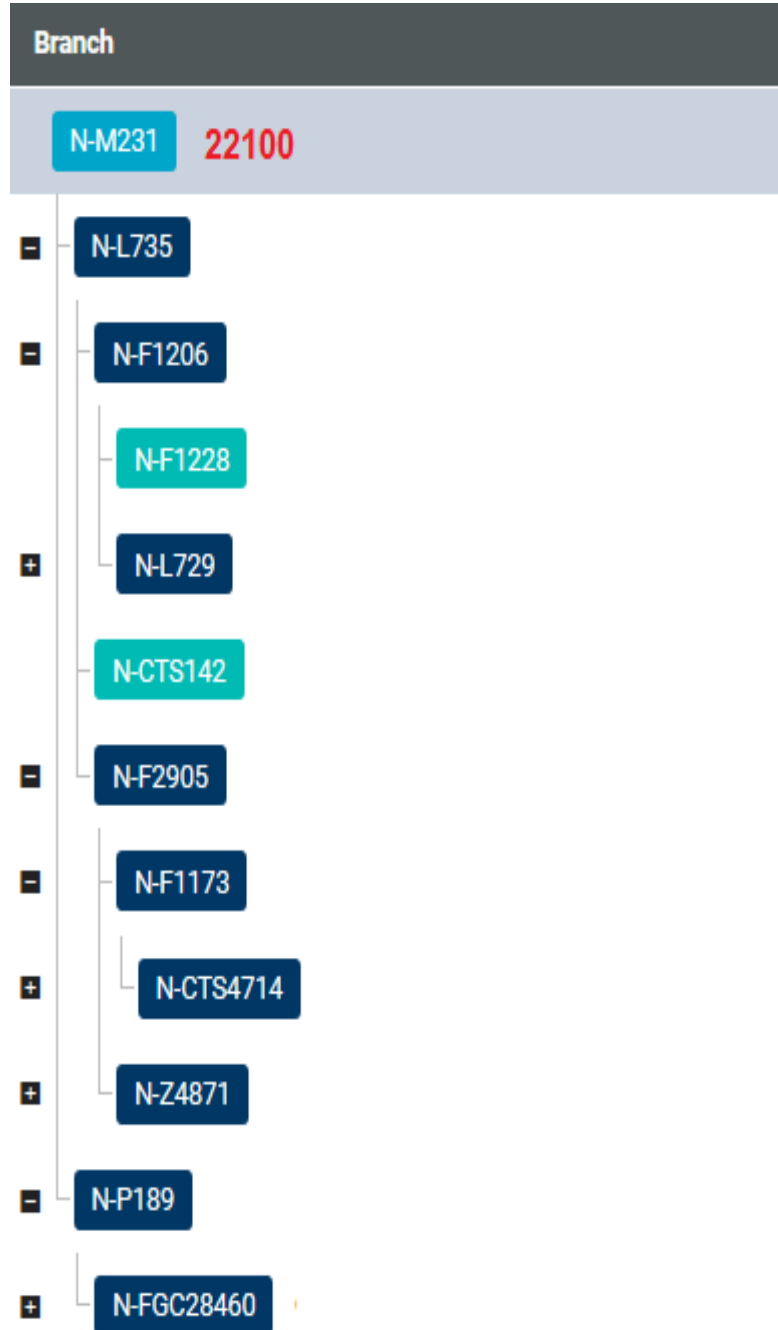 Branch
N-M231 22100
N-L735
N-F1206
N-F1228
N-L729
N-CTS142
N-F2905
N-F1173
N-CTS4714
N-Z4871
N-P189
N-FGC28460